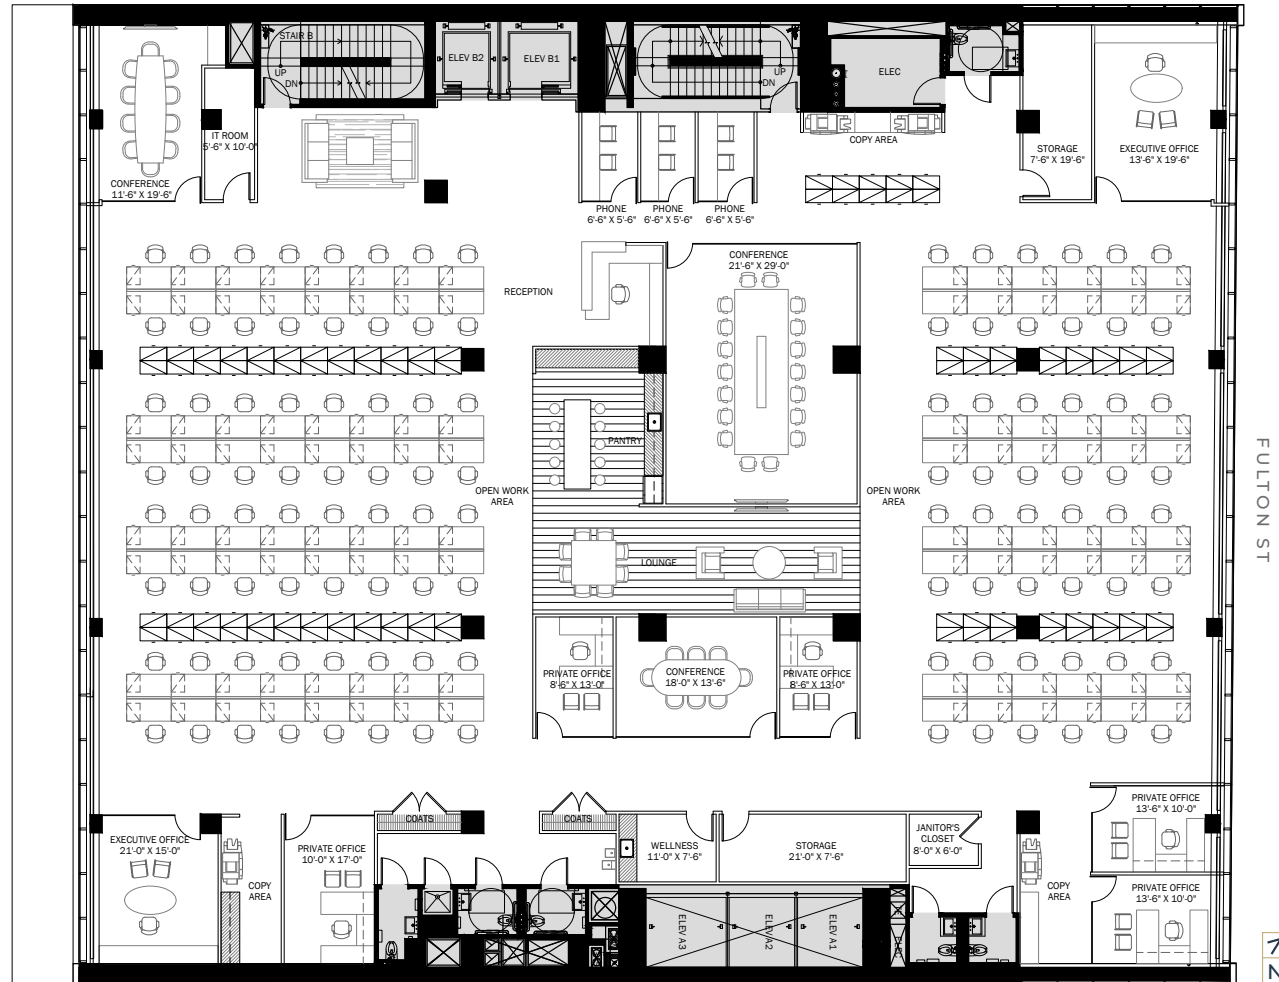 STAIR B
UP
DN
ELEV B2
ELEV B1
UP
DN
ELEC
COPY AREA
IT ROOM
5'-6" X 10'-0"
CONFERENCE
11'-6" X 19'-6"
STORAGE
7'-6" X 19'-6"
EXECUTIVE OFFICE
13'-6" X 19'-6"
PHONE
6'-6" X 5'-6"
PHONE
6'-6" X 5'-6"
PHONE
6'-6" X 5'-6"
CONFERENCE
21'-6" X 29'-0"
RECEPTION
PANTRY
OPEN WORK
AREA
OPEN WORK
AREA
FULTON ST
LOUNGE
PRIVATE OFFICE
8'-6" X 13'-0"
CONFERENCE
18'-0" X 13'-6"
PRIVATE OFFICE
8'-6" X 13'-0"
PRIVATE OFFICE
13'-6" X 10'-0"
COATS
COATS
EXECUTIVE OFFICE
21'-0" X 15'-0"
PRIVATE OFFICE
10'-0" X 17'-0"
WELLNESS
11'-0" X 7'-6"
STORAGE
21'-0" X 7'-6"
JANITOR'S
CLOSET
8'-0" X 6'-0"
COPY
AREA
COPY
AREA
PRIVATE OFFICE
13'-6" X 10'-0"
ELEV A3
ELEV A2
ELEV A1
ELEC
N